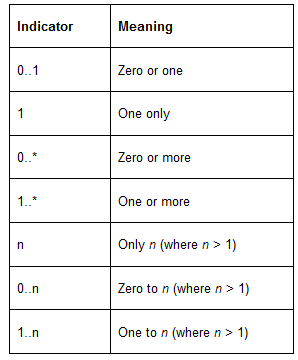 Indicator Meaning
0..1 Zero or one
1 One only
0..* Zero or more
1..* One or more
n Only n (where n > 1)
0..n Zero to n (where n > 1)
1..n One to n (where n > 1)